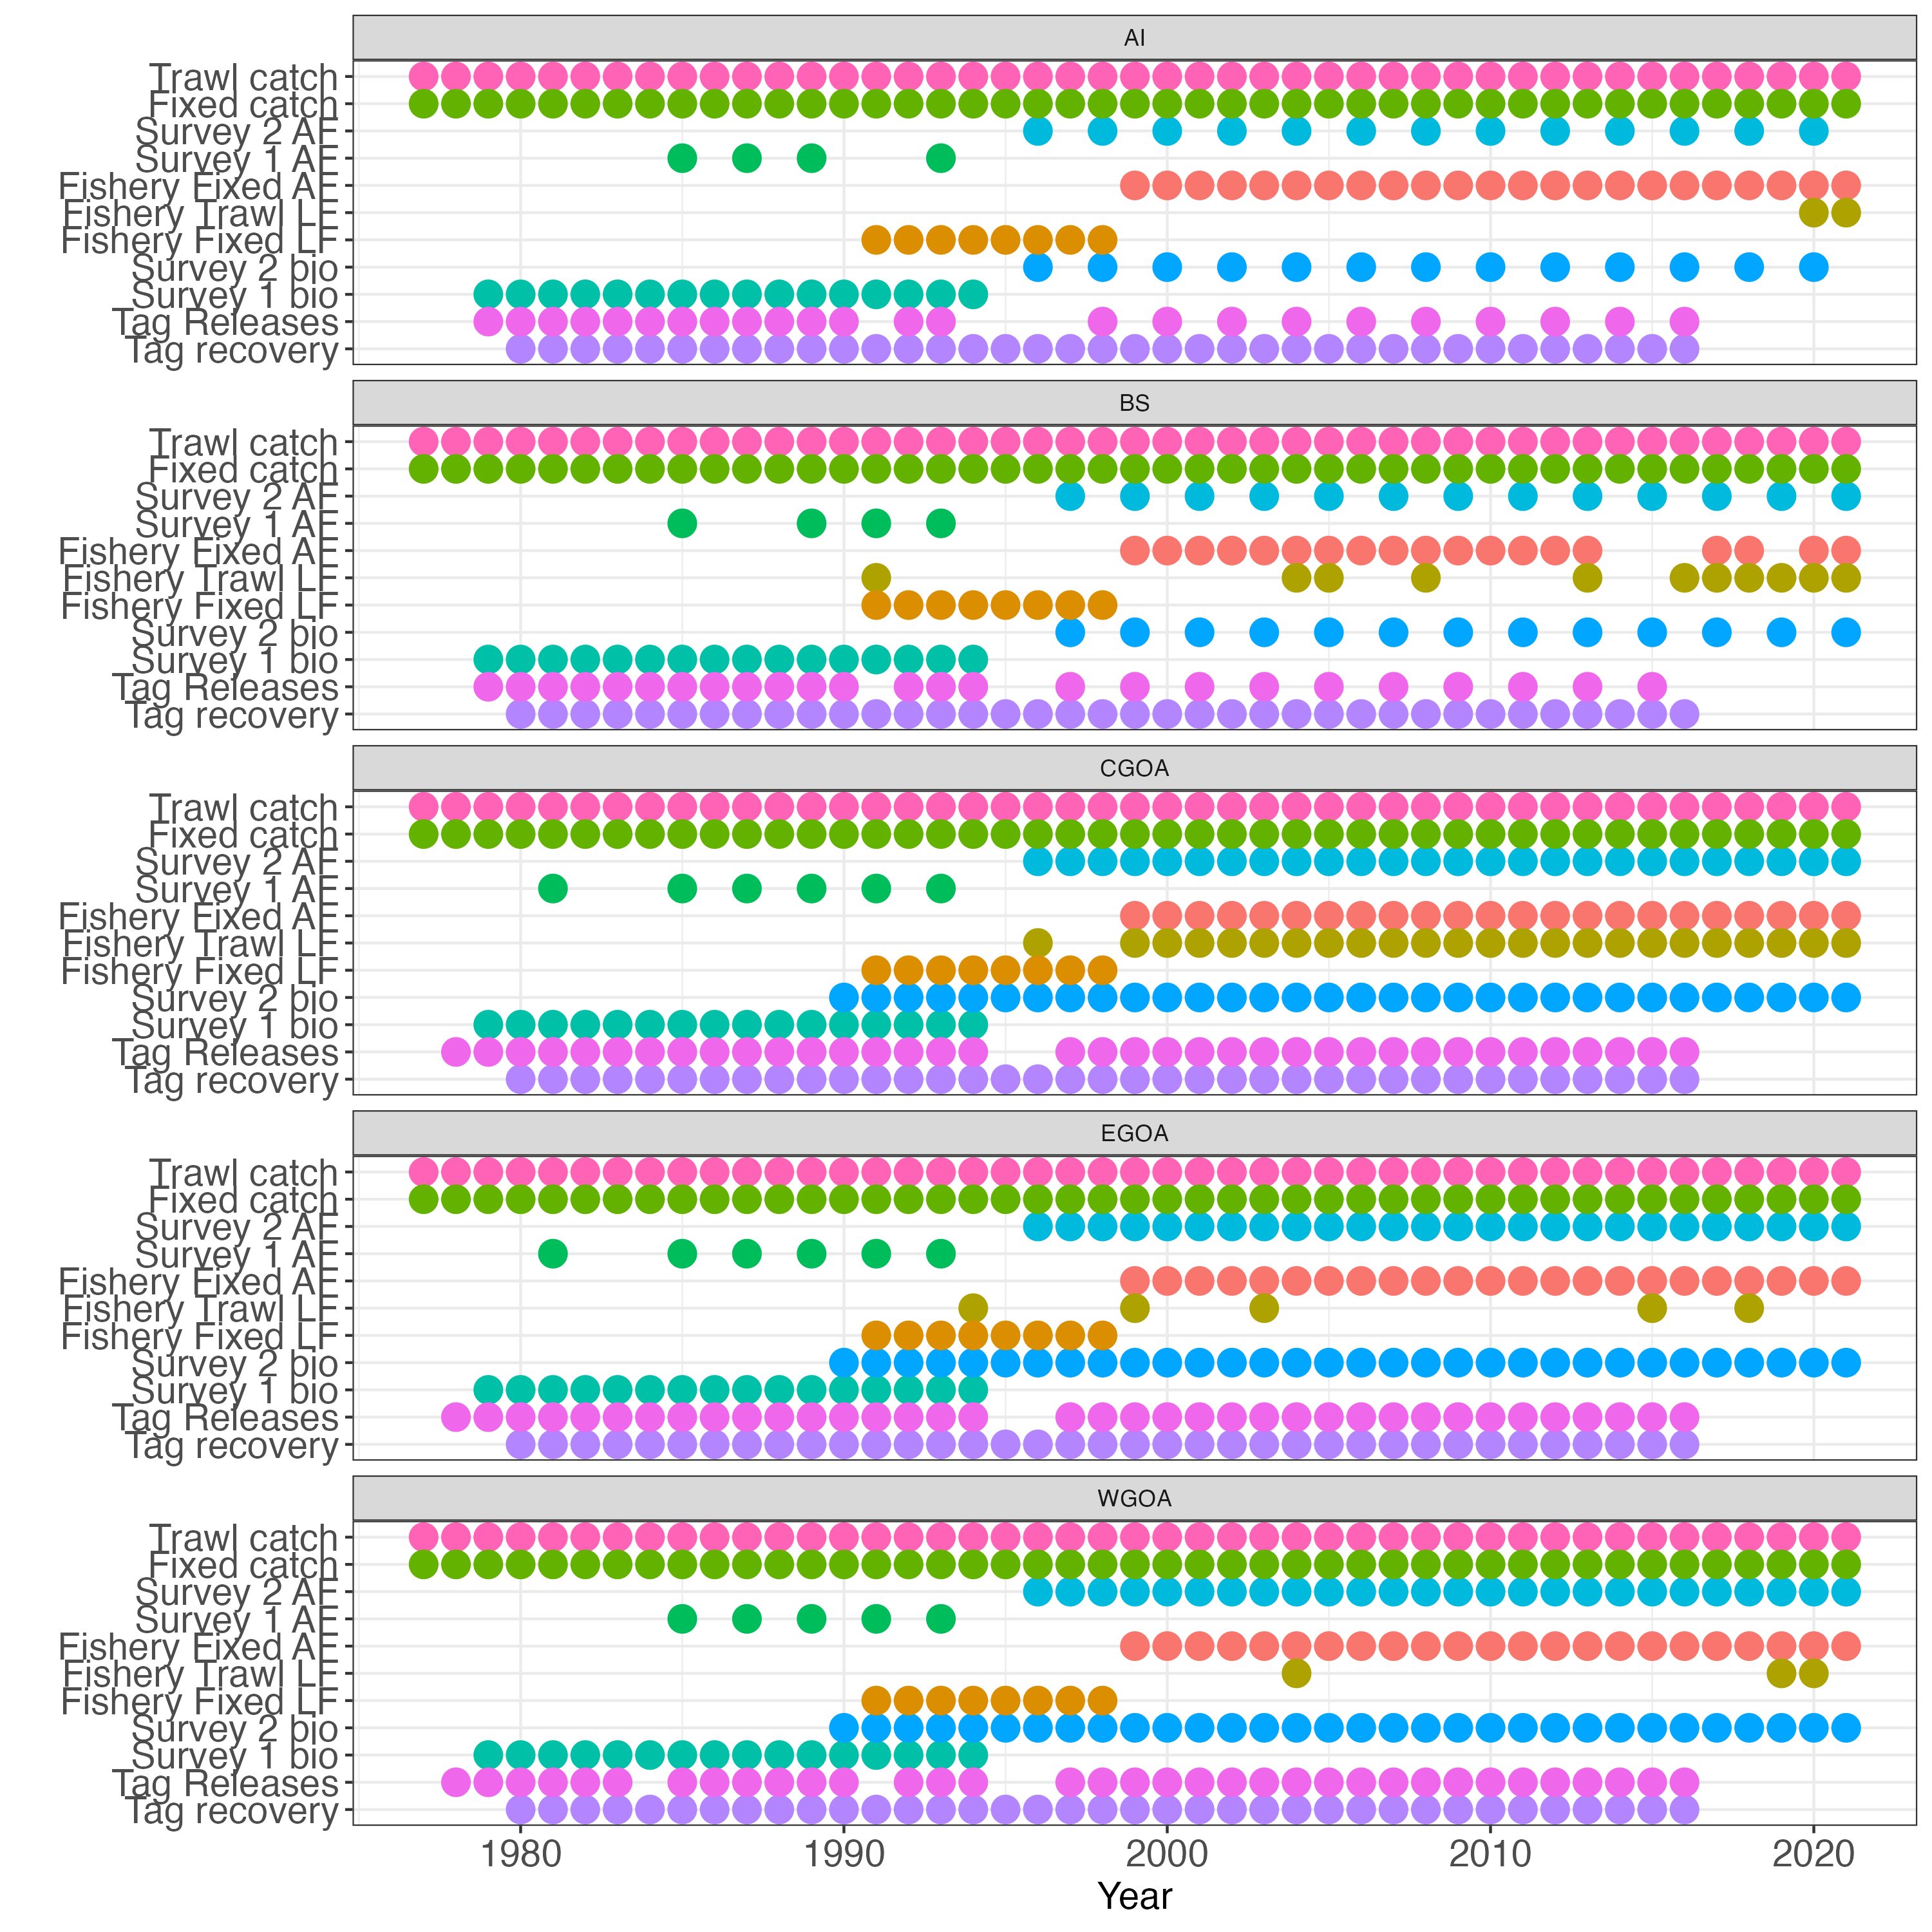 AI
Trawl catch
Fixed catch
Survey 2 AF
Survey 1 AF
Fishery Fixed AF
Fishery Trawl LF
Fishery Fixed LF
Survey 2 bio
Survey 1 bio
Tag Releases
Tag recovery
BS
Trawl catch
Fixed catch
Survey 2 AF
Survey 1 AF
Fishery Fixed AF
Fishery Trawl LF
Fishery Fixed LF
Survey 2 bio
Survey 1 bio
Tag Releases
Tag recovery
CGOA
Trawl catch
Fixed catch
Survey 2 AF
Survey 1 AF
Fishery Fixed AF
Fishery Trawl LF
Fishery Fixed LF
Survey 2 bio
Survey 1 bio
Tag Releases
Tag recovery
EGOA
Trawl catch
Fixed catch
Survey 2 AF
Survey 1 AF
Fishery Fixed AF
Fishery Trawl LF
Fishery Fixed LF
Survey 2 bio
Survey 1 bio
Tag Releases
Tag recovery
WGOA
Trawl catch
Fixed catch
Survey 2 AF
Survey 1 AF
Fishery Fixed AF
Fishery Trawl LF
Fishery Fixed LF
Survey 2 bio
Survey 1 bio
Tag Releases
Tag recovery
1980 1990 2000 2010 2020
Year